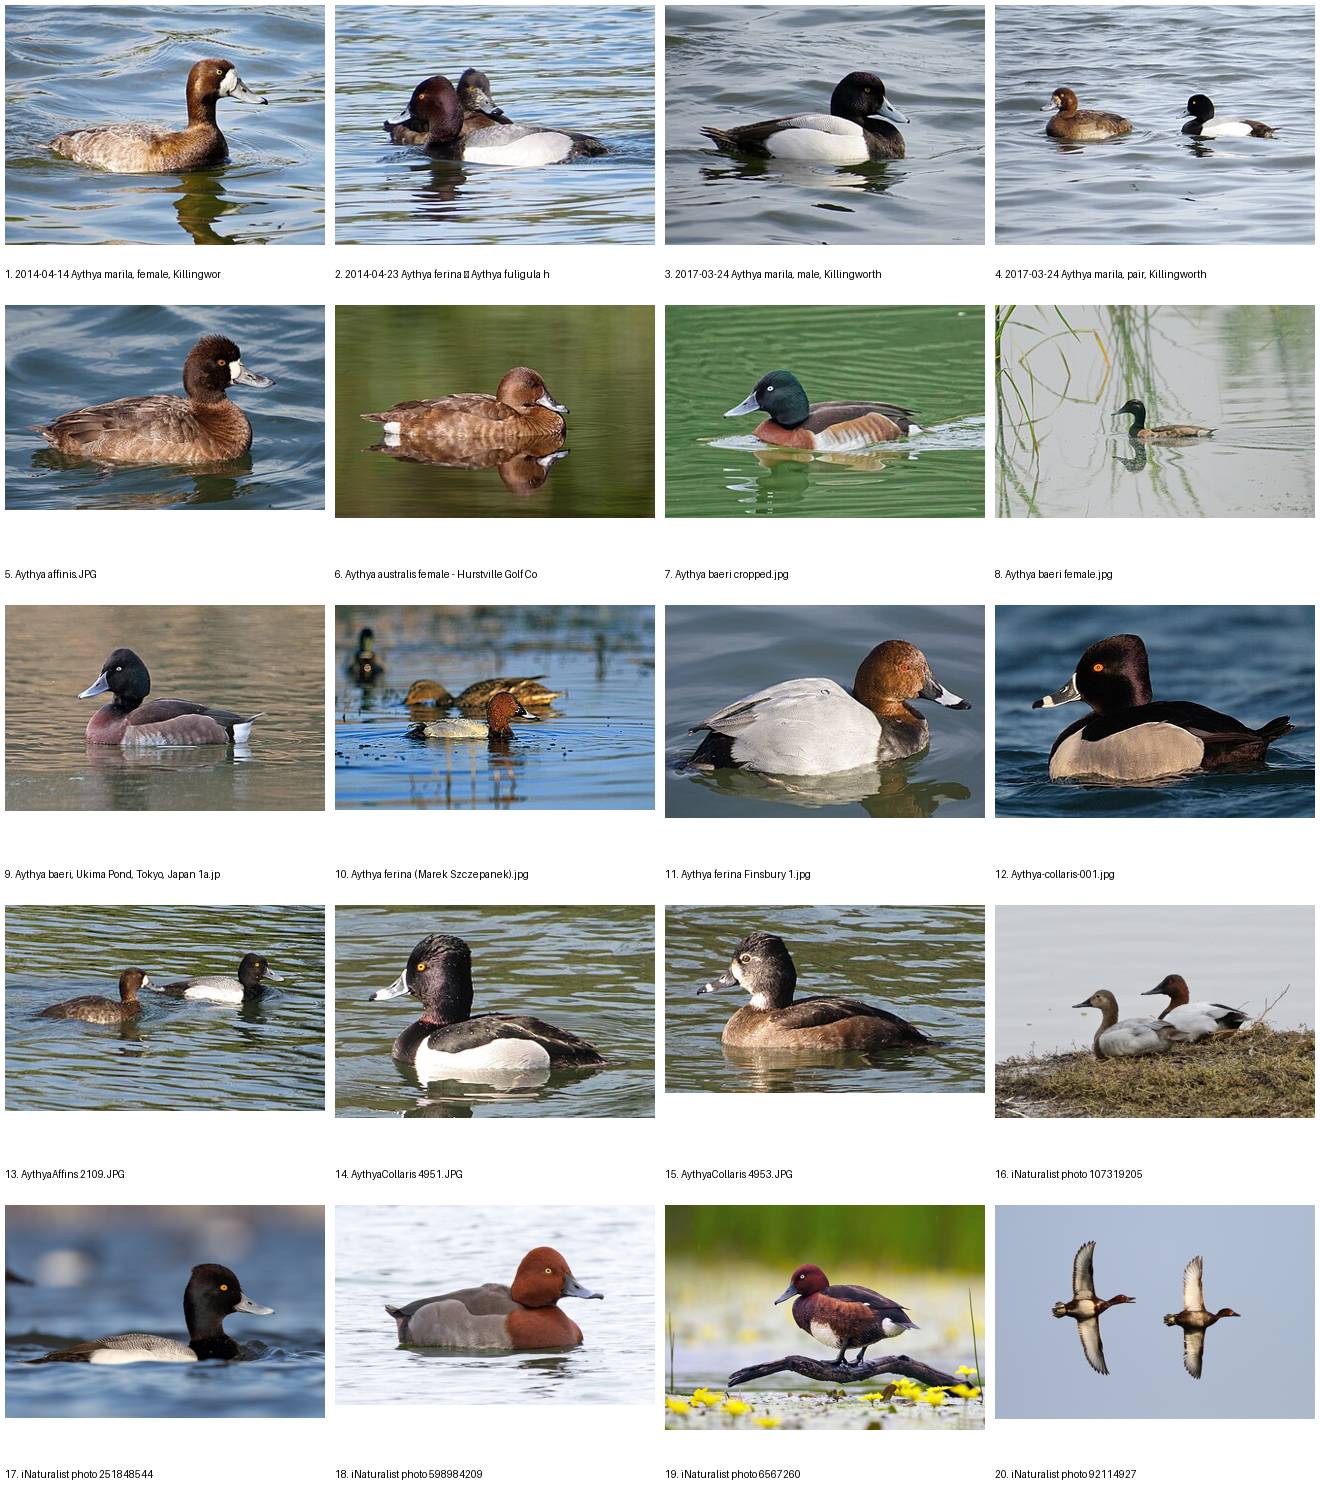 1. 2014-04-14 Aythya marila, female, Killingwor
2. 2014-04-23 Aythya ferina Aythya fuligula h
3. 2017-03-24 Aythya marila, male, Killingworth
4. 2017-03-24 Aythya marila, pair, Killingworth
5. Aythya affinis.JPG
6. Aythya australis female - Hurstville Golf Co
7. Aythya baeri cropped.jpg
8. Aythya baeri female.jpg
9. Aythya baeri, Ukima Pond, Tokyo, Japan 1a.jp
10. Aythya ferina (Marek Szczepanek).jpg
11. Aythya ferina Finsbury 1.jpg
12. Aythya-collaris-001.jpg
13. AythyaAffins 2109.JPG
14. AythyaCollaris 4951.JPG
15. AythyaCollaris 4953.JPG
16. iNaturalist photo 107319205
17. iNaturalist photo 251848544
18. iNaturalist photo 598984209
19. iNaturalist photo 6567260
20. iNaturalist photo 92114927